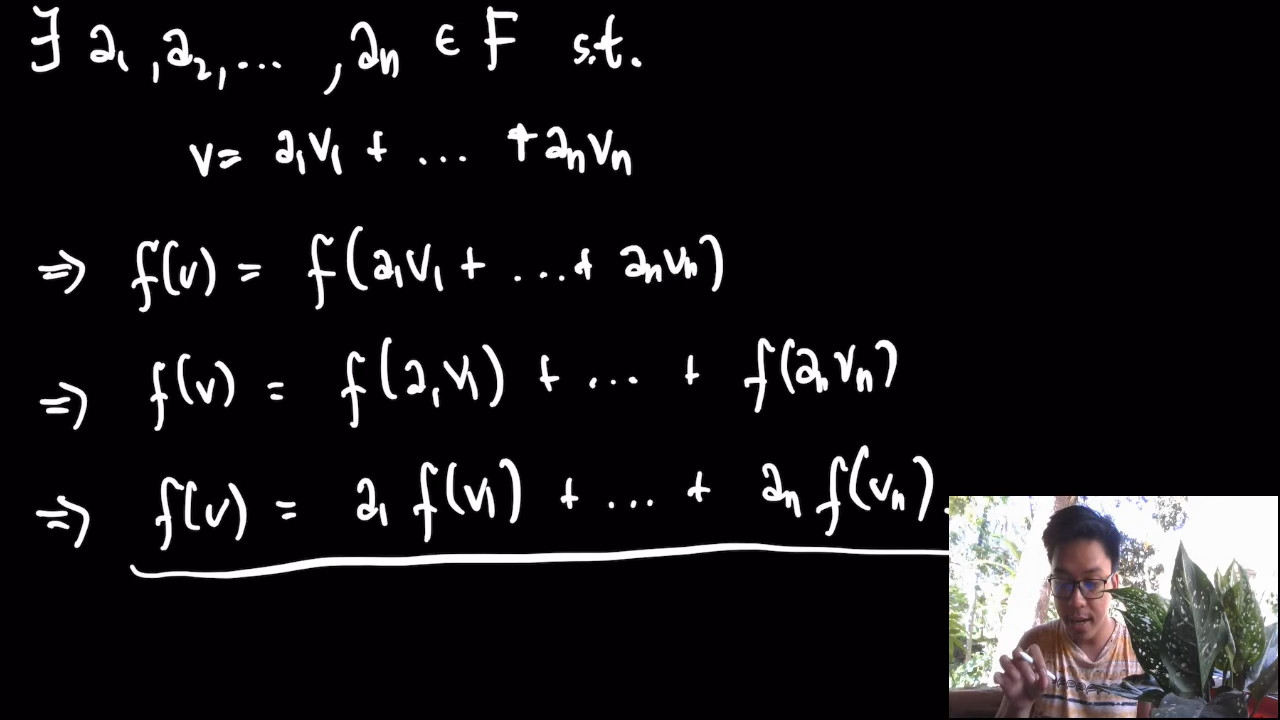 ∃ a₁, a₂, ... , aₙ ∈ F s.t.
v = a₁v₁ + ... + aₙvₙ
⇒ f(v) = f(a₁v₁ + ... + aₙvₙ)
⇒ f(v) = f(a₁v₁) + ... + f(aₙvₙ)
⇒ f(v) = a₁ f(v₁) + ... + aₙ f(vₙ).